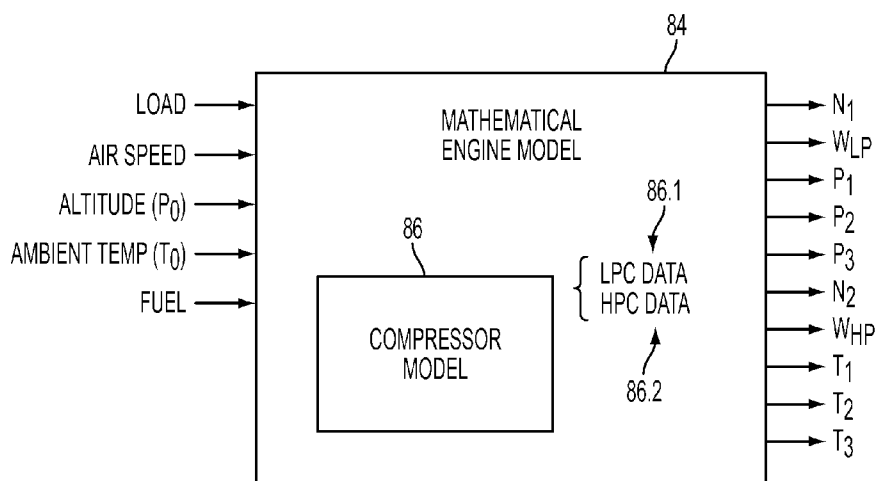 84
LOAD
AIR SPEED
ALTITUDE (P0)
AMBIENT TEMP (T0)
FUEL
MATHEMATICAL
ENGINE MODEL
86
COMPRESSOR
MODEL
86.1
LPC DATA
HPC DATA
86.2
N1
WLP
P1
P2
P3
N2
WHP
T1
T2
T3